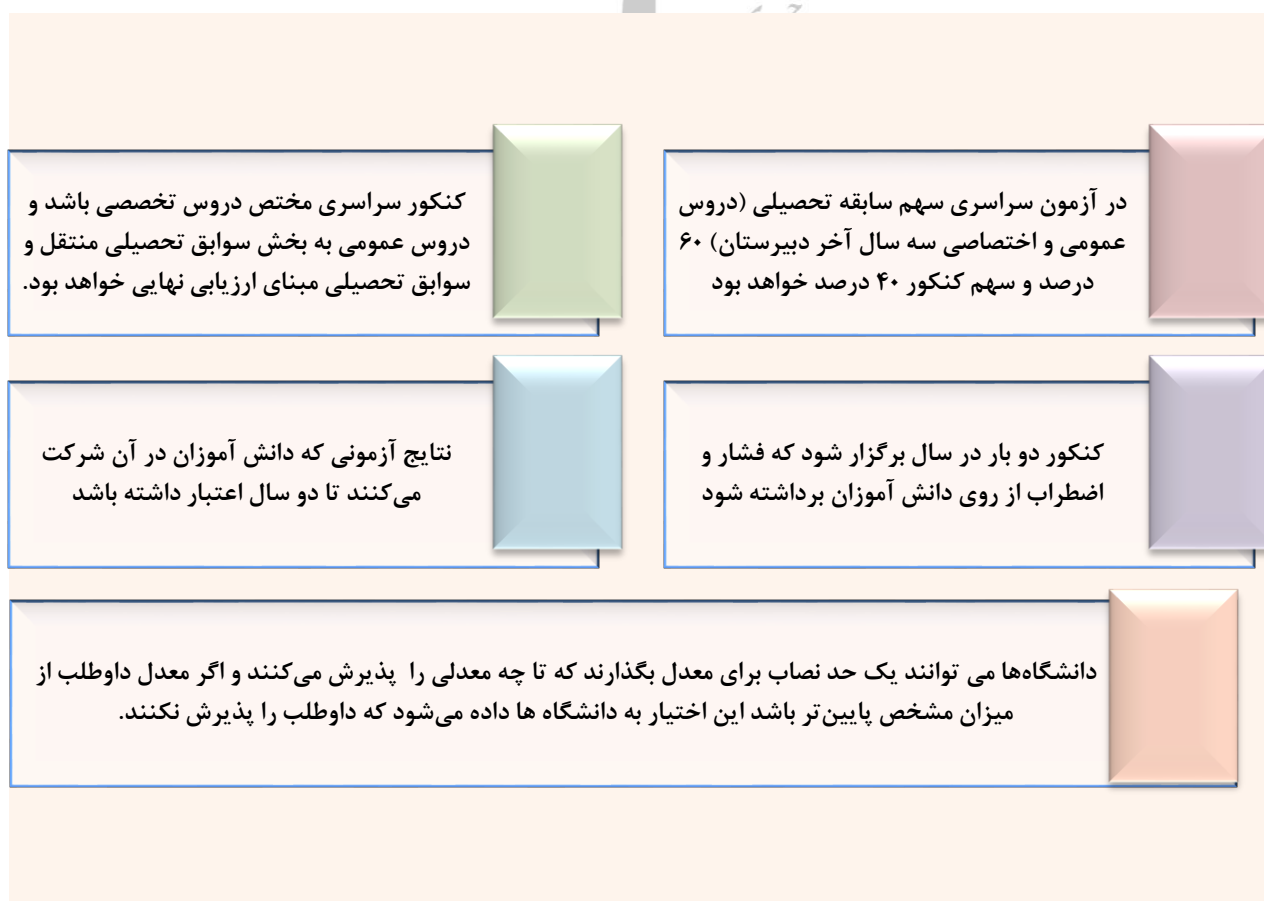 در آزمون سراسری سهم سابقه تحصیلی (دروس
عمومی و اختصاصی سه سال آخر دبیرستان) ۶۰
درصد و سهم کنکور ۴۰ درصد خواهد بود
کنکور سراسری مختص دروس تخصصی باشد و
دروس عمومی به بخش سوابق تحصیلی منتقل و
سوابق تحصیلی مبنای ارزیابی نهایی خواهد بود.
کنکور دو بار در سال برگزار شود که فشار و
اضطراب از روی دانش آموزان برداشته شود
نتایج آزمونی که دانش آموزان در آن شرکت
می‌کنند تا دو سال اعتبار داشته باشد
دانشگاه‌ها می توانند یک حد نصاب برای معدل بگذارند که تا چه معدلی را پذیرش می‌کنند و اگر معدل داوطلب از
میزان مشخص پایین‌تر باشد این اختیار به دانشگاه ها داده می‌شود که داوطلب را پذیرش نکنند.